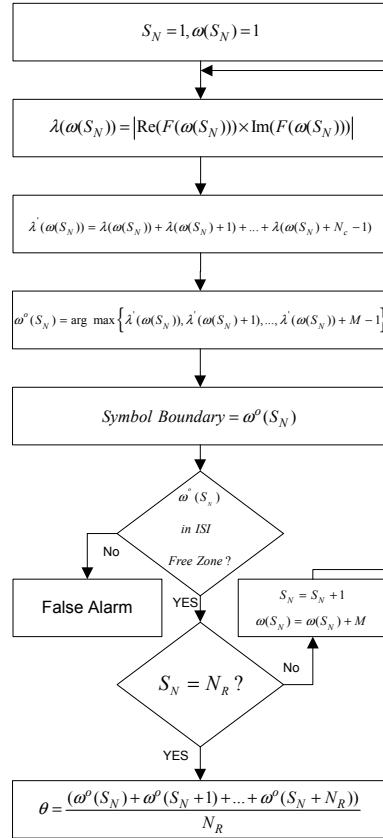 S_N = 1, ω(S_N) = 1
λ(ω(S_N)) = |Re(F(ω(S_N))) × Im(F(ω(S_N)))|
λ'(ω(S_N)) = λ(ω(S_N)) + λ(ω(S_N) + 1) + ... + λ(ω(S_N) + N_c − 1)
ω^o(S_N) = arg max{λ'(ω(S_N)), λ'(ω(S_N) + 1), ..., λ'(ω(S_N)) + M − 1}
Symbol Boundary = ω^o(S_N)
ω^o(S_N)
in ISI
Free Zone ?
No
False Alarm
YES
S_N = S_N + 1
ω(S_N) = ω(S_N) + M
S_N = N_R ?
No
YES
θ = (ω^o(S_N) + ω^o(S_N + 1) + ... + ω^o(S_N + N_R)) / N_R